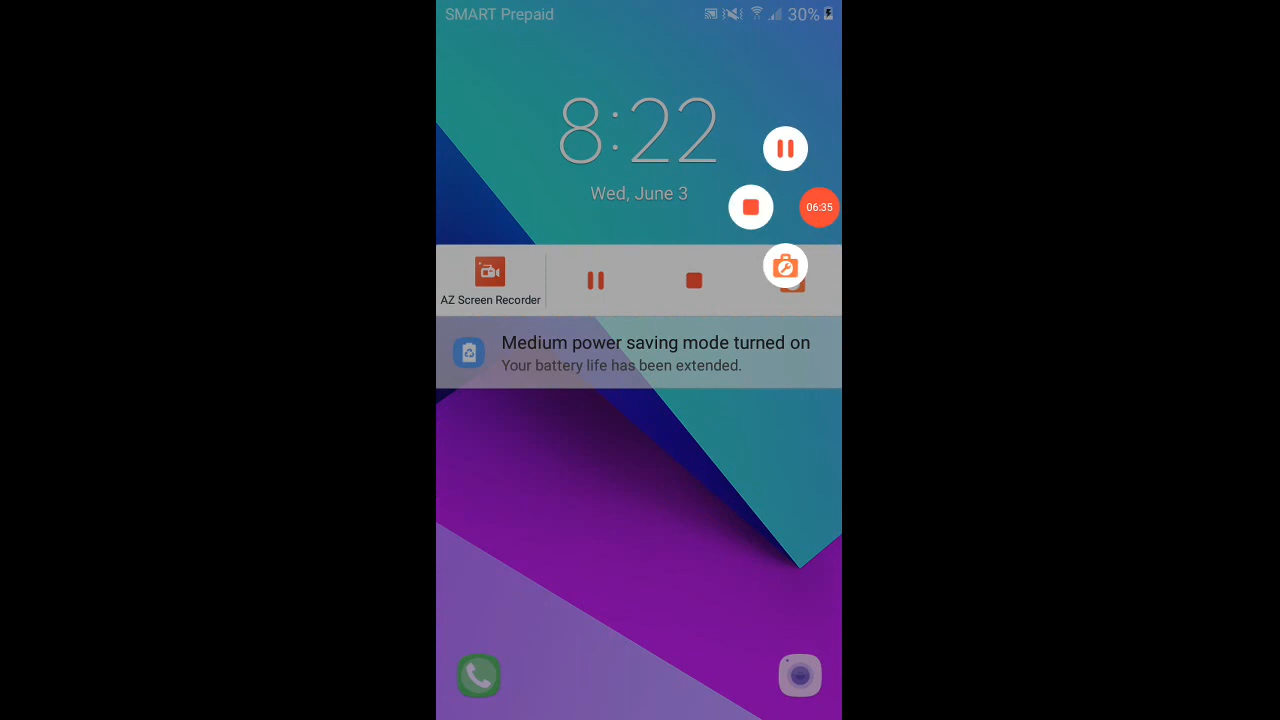 SMART Prepaid 30%
8:22
Wed, June 3
06:35
AZ Screen Recorder
Medium power saving mode turned on
Your battery life has been extended.